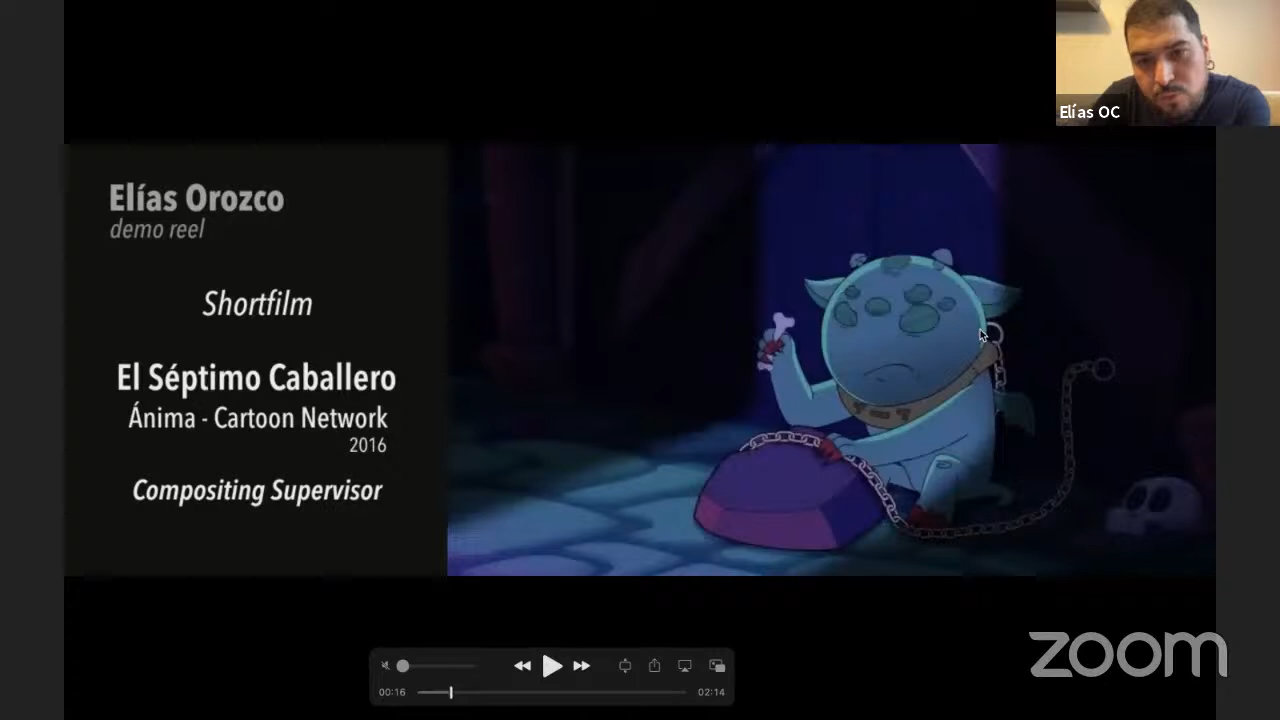 Elías OC
Elías Orozco
demo reel
Shortfilm
El Séptimo Caballero
Ánima - Cartoon Network
2016
Compositing Supervisor
00:16
02:14
zoom